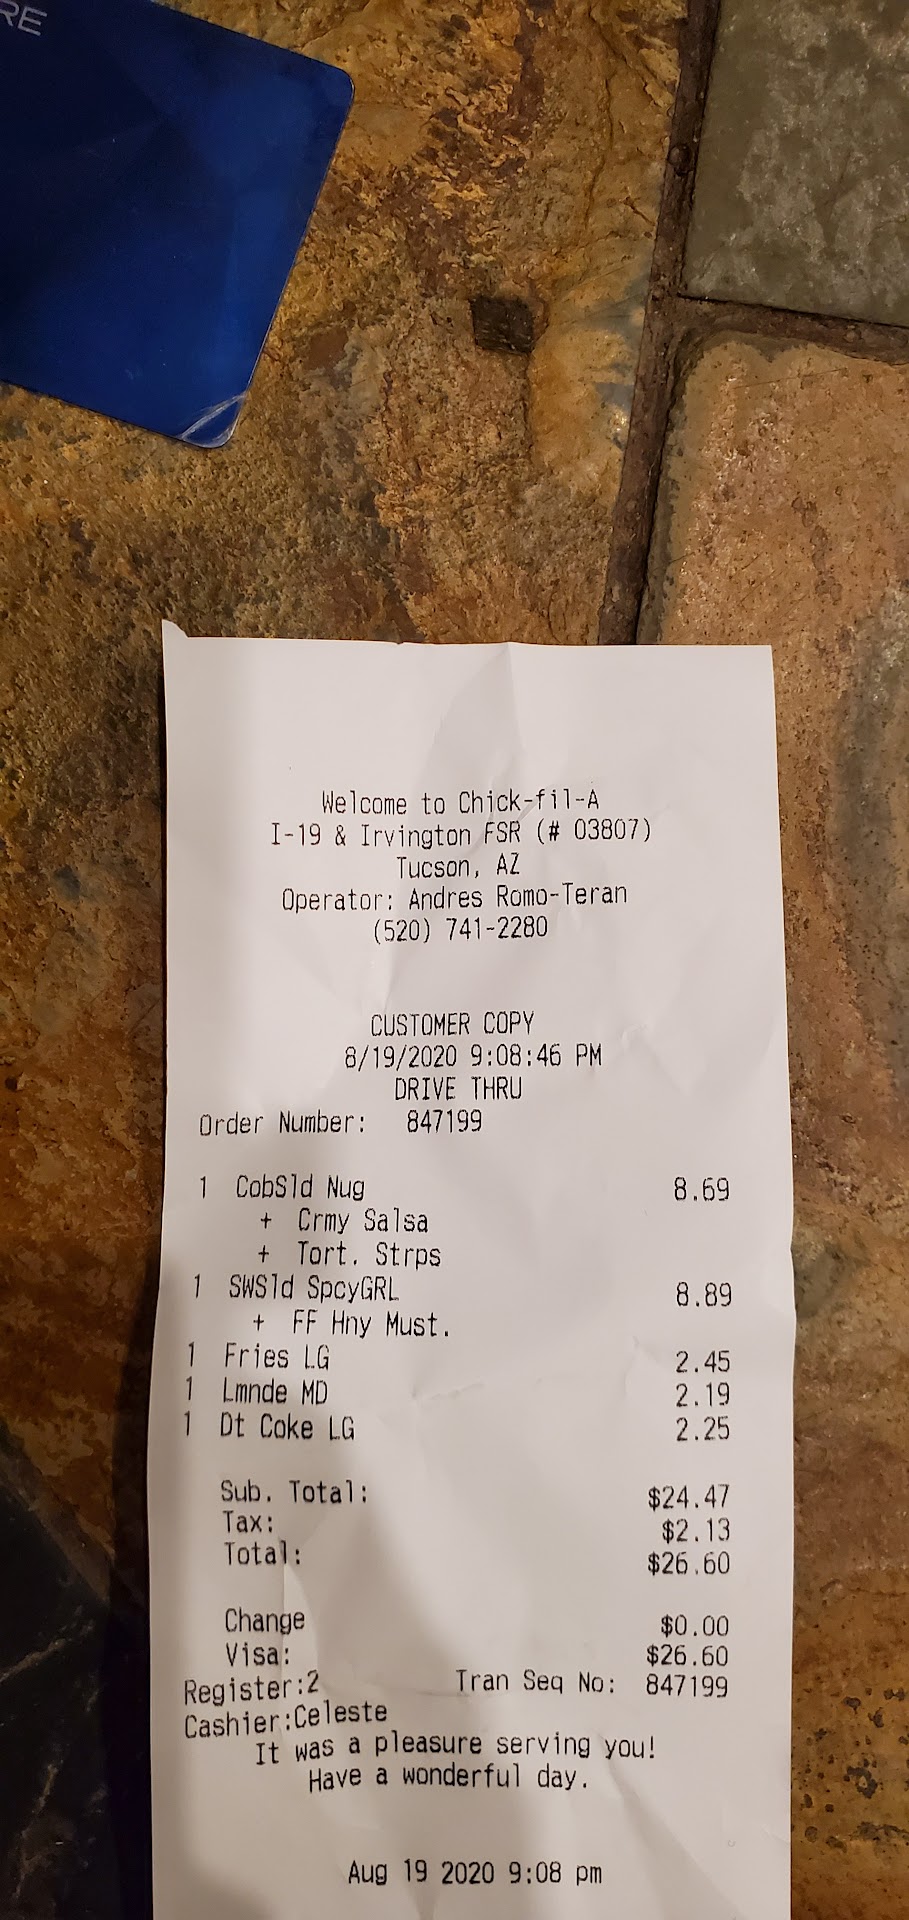 RE
Welcome to Chick-fil-A
I-19 & Irvington FSR (# 03807)
Tucson, AZ
Operator: Andres Romo-Teran
(520) 741-2280
CUSTOMER COPY
8/19/2020 9:08:46 PM
DRIVE THRU
Order Number: 847199
1 CobSld Nug 8.69
+ Crmy Salsa
+ Tort. Strps
1 SWSld SpcyGRL 8.89
+ FF Hny Must.
1 Fries LG 2.45
1 Lmnde MD 2.19
1 Dt Coke LG 2.25
Sub. Total: $24.47
Tax: $2.13
Total: $26.60
Change $0.00
Visa: $26.60
Register:2 Tran Seq No: 847199
Cashier:Celeste
It was a pleasure serving you!
Have a wonderful day.
Aug 19 2020 9:08 pm